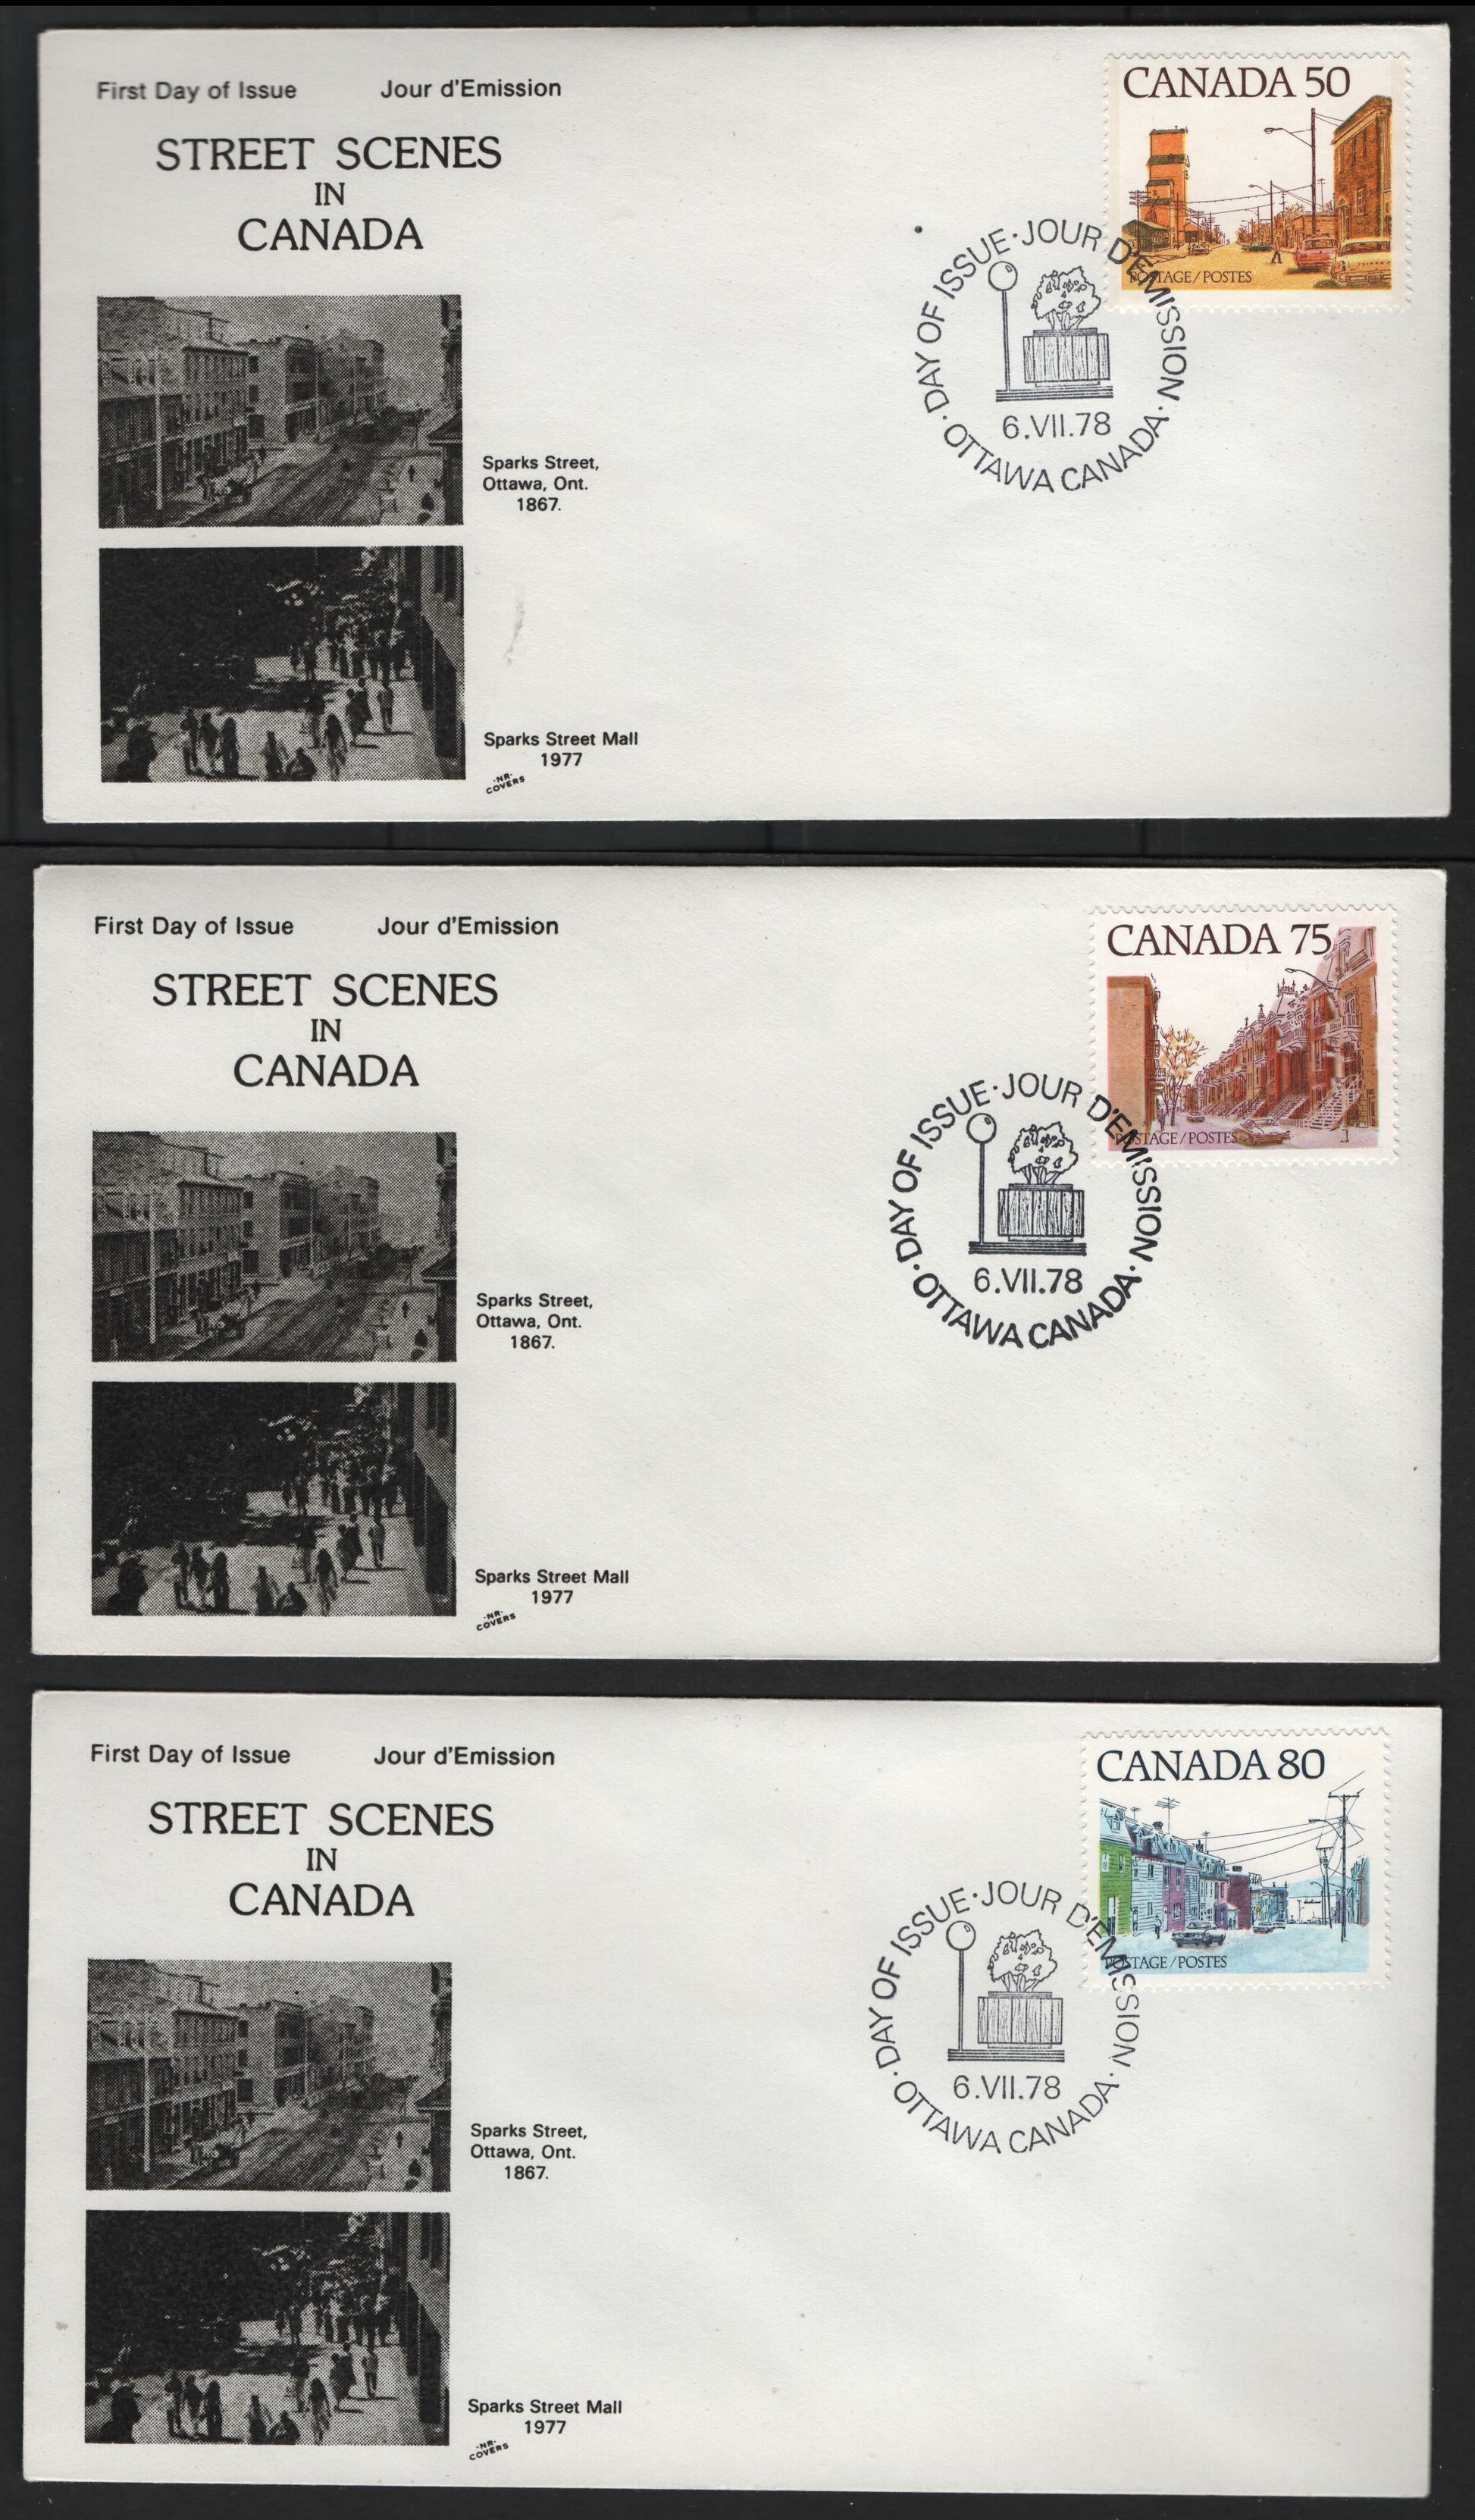 First Day of Issue Jour d'Emission
STREET SCENES
IN
CANADA
Sparks Street,
Ottawa, Ont.
1867.
Sparks Street Mall
1977
·NR·
COVERS
CANADA 50
POSTAGE/POSTES
·DAY OF ISSUE·JOUR D'EMISSION·
6.VII.78
OTTAWA CANADA
First Day of Issue Jour d'Emission
STREET SCENES
IN
CANADA
Sparks Street,
Ottawa, Ont.
1867.
Sparks Street Mall
1977
·NR·
COVERS
CANADA 75
POSTAGE/POSTES
·DAY OF ISSUE·JOUR D'EMISSION·
6.VII.78
OTTAWA CANADA
First Day of Issue Jour d'Emission
STREET SCENES
IN
CANADA
Sparks Street,
Ottawa, Ont.
1867.
Sparks Street Mall
1977
·NR·
COVERS
CANADA 80
POSTAGE/POSTES
·DAY OF ISSUE·JOUR D'EMISSION·
6.VII.78
OTTAWA CANADA